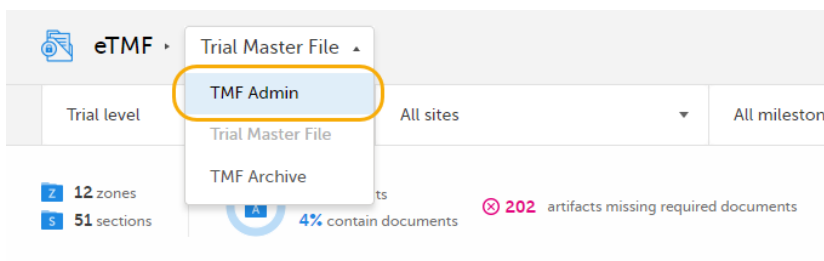 eTMF
Trial Master File
TMF Admin
Trial Master File
TMF Archive
Trial level
All sites
All mileston
Z 12 zones
S 51 sections
A
ts
4% contain documents
202 artifacts missing required documents